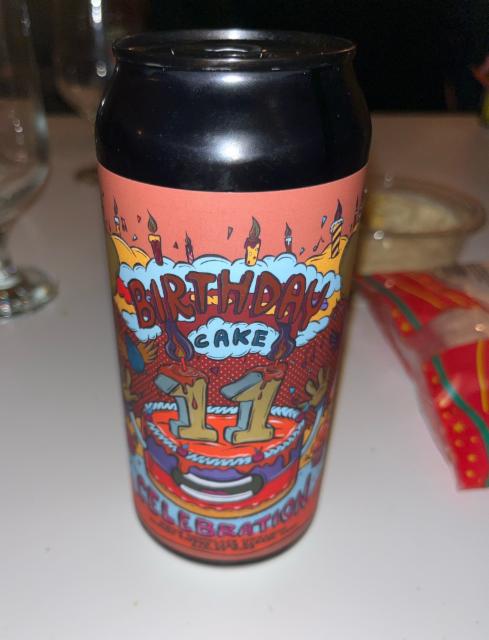 BIRTHDAY
CAKE
11
CELEBRATION